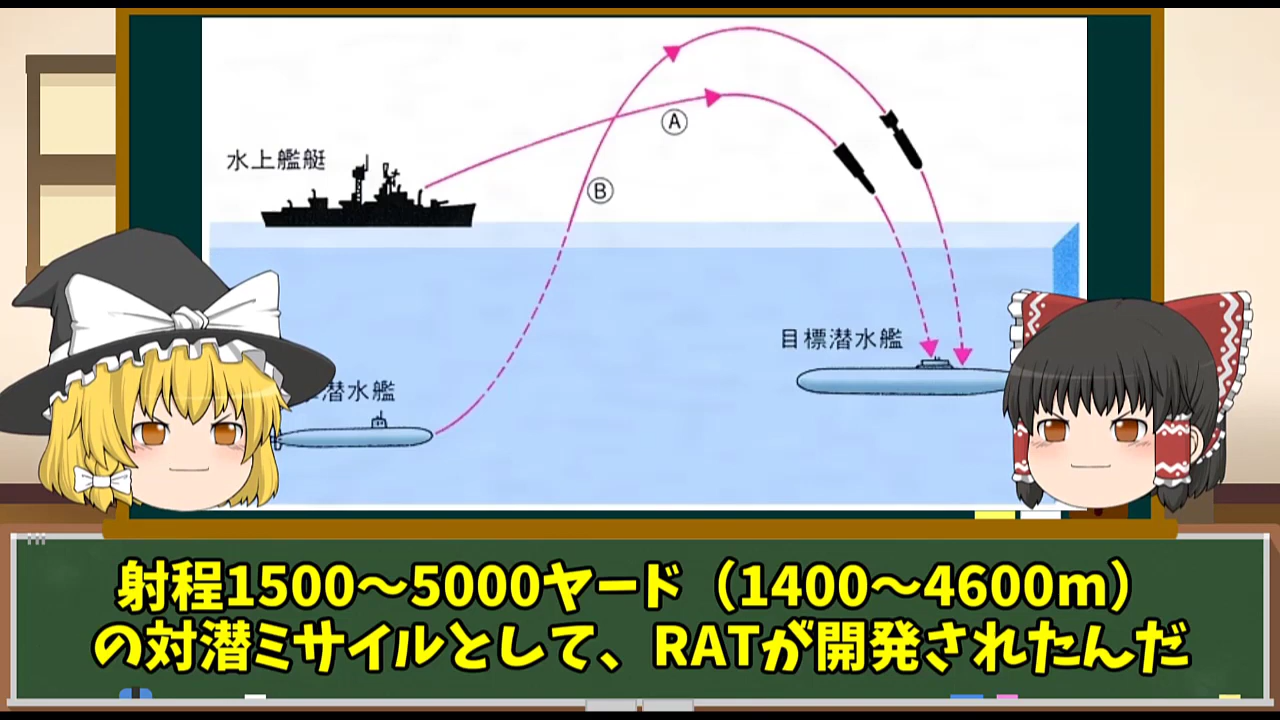 水上艦艇
Ⓐ
Ⓑ
目標潜水艦
潜水艦
射程1500～5000ヤード（1400～4600m）
の対潜ミサイルとして、RATが開発されたんだ